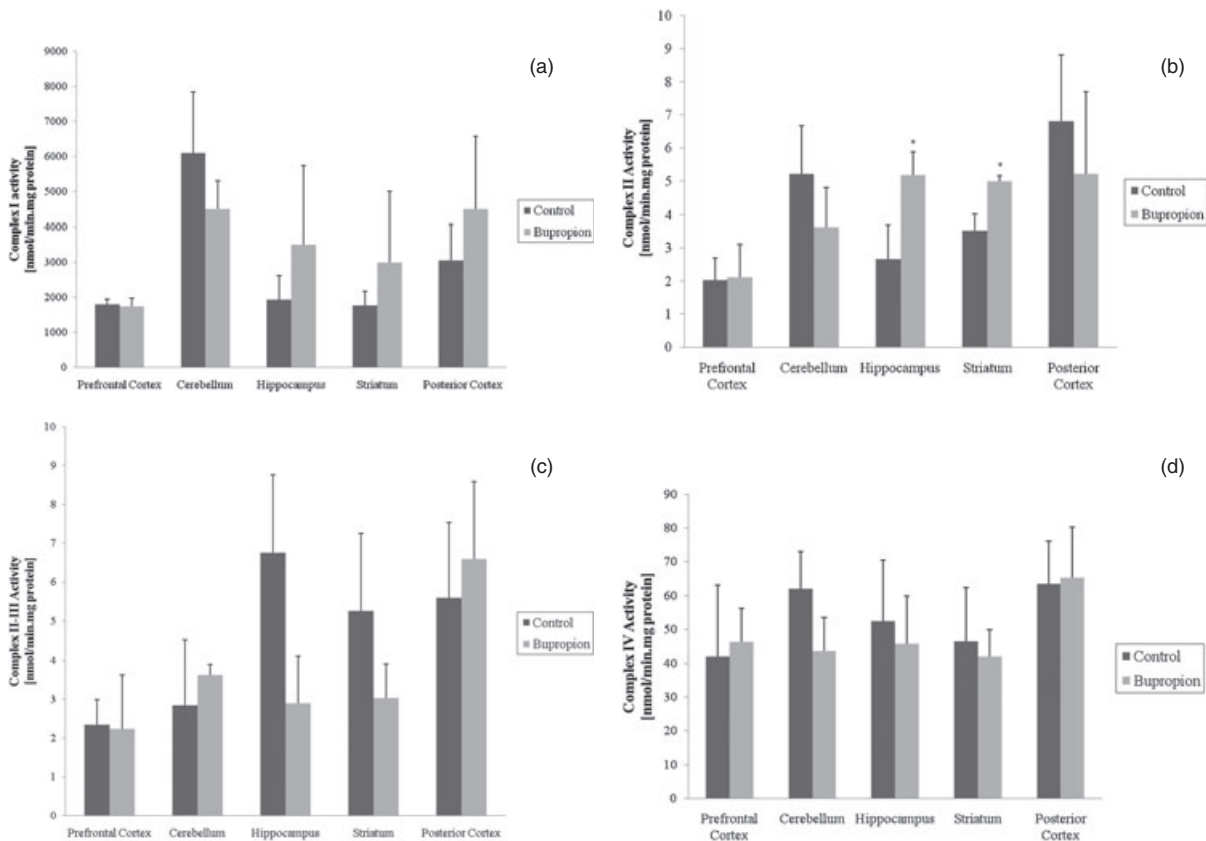 (a)
Complex I activity
[nmol/min.mg protein]
9000
8000
7000
6000
5000
4000
3000
2000
1000
0
Prefrontal Cortex Cerebellum Hippocampus Striatum Posterior Cortex
Control
Bupropion
(b)
Complex II Activity
[nmol/min.mg protein]
10
9
8
7
6
5
4
3
2
1
0
* *
Prefrontal Cortex Cerebellum Hippocampus Striatum Posterior Cortex
Control
Bupropion
(c)
Complex II-III Activity
[nmol/min.mg protein]
10
9
8
7
6
5
4
3
2
1
0
Prefrontal Cortex Cerebellum Hippocampus Striatum Posterior Cortex
Control
Bupropion
(d)
Complex IV Activity
[nmol/min.mg protein]
90
80
70
60
50
40
30
20
10
0
Prefrontal Cortex Cerebellum Hippocampus Striatum Posterior Cortex
Control
Bupropion